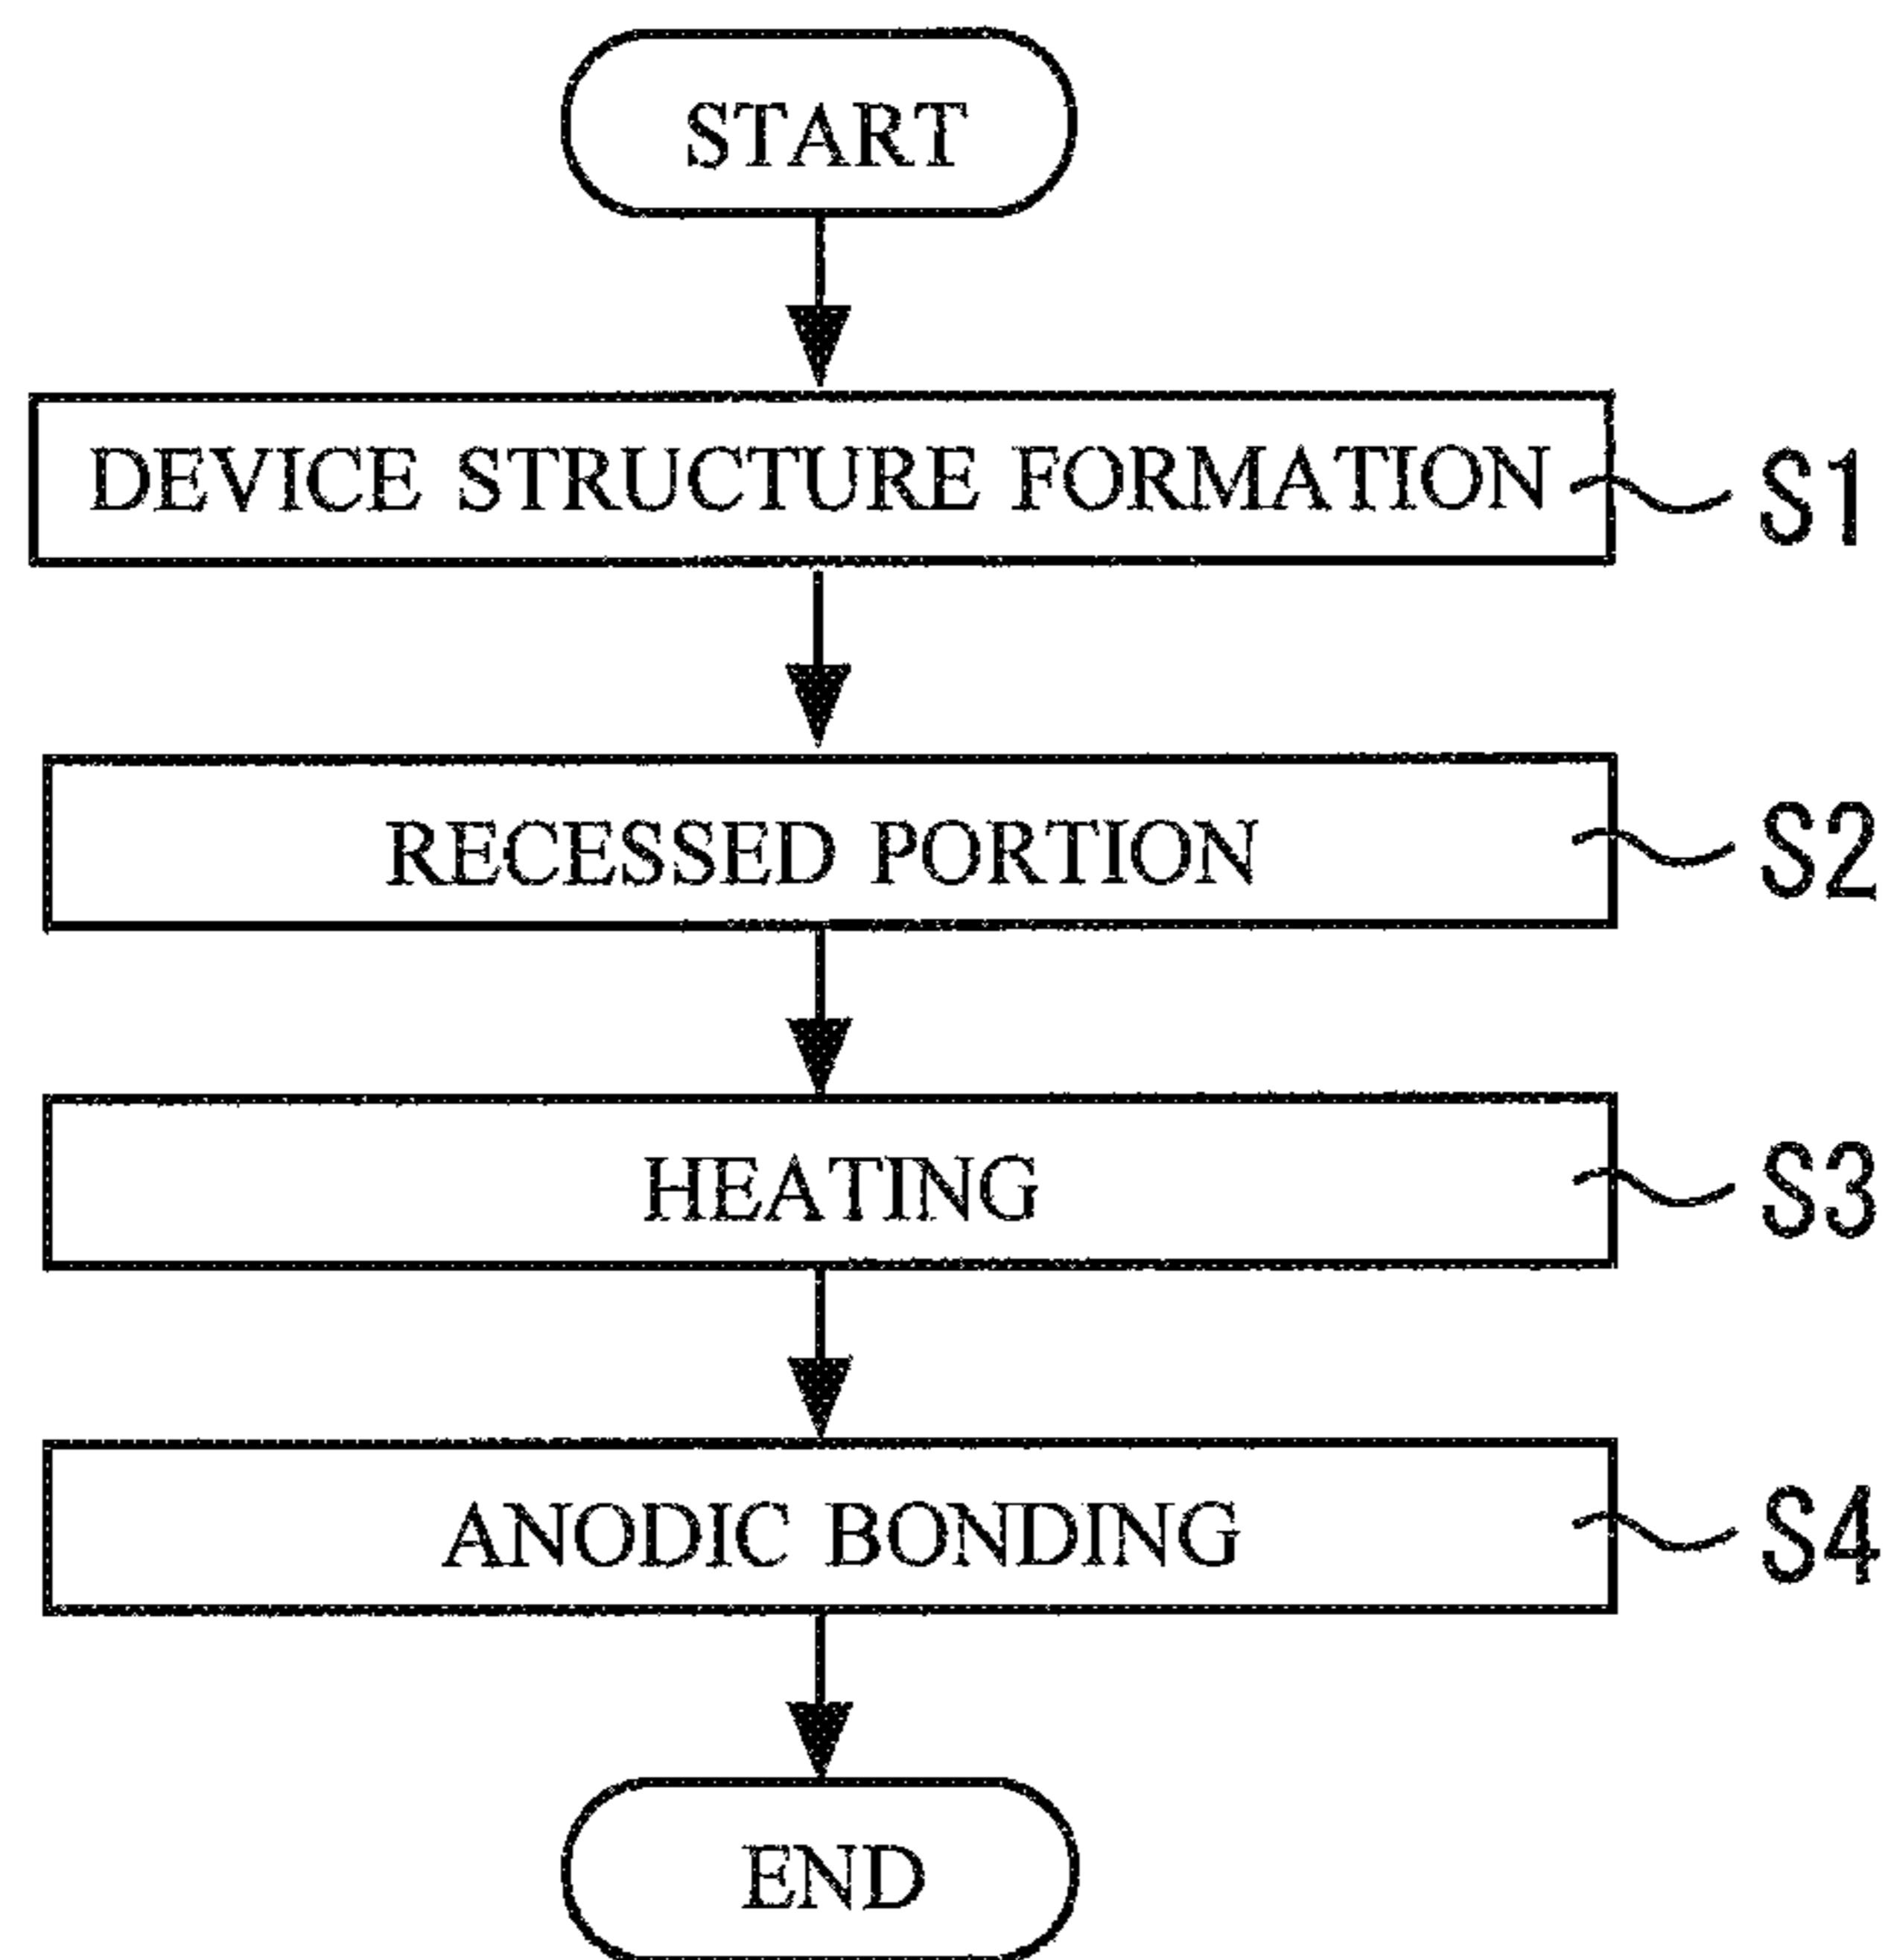 START
DEVICE STRUCTURE FORMATION S1
RECESSED PORTION S2
HEATING S3
ANODIC BONDING S4
END